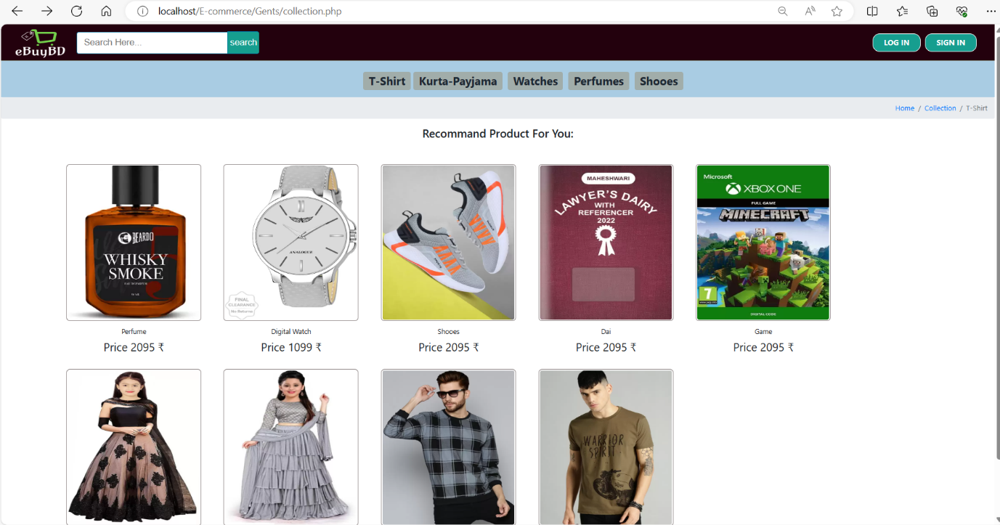 localhost/E-commerce/Gents/collection.php
eBuyBD
Search Here...
search
LOG IN
SIGN IN
T-Shirt
Kurta-Payjama
Watches
Perfumes
Shooes
Home / Collection / T-Shirt
Recommand Product For You:
BEARDO
WHISKY
SMOKE
ANALOGUE
FINAL
CLEARANCE
No Returns
MAHESHWARI
LAWYER'S DAIRY
WITH
REFERENCER
2022
Microsoft
XBOX ONE
FULL GAME
MINECRAFT
7
DIGITAL CODE
Perfume
Digital Watch
Shooes
Dai
Game
Price 2095 ₹
Price 1099 ₹
Price 2095 ₹
Price 2095 ₹
Price 2095 ₹
WARRIOR
SPIRIT